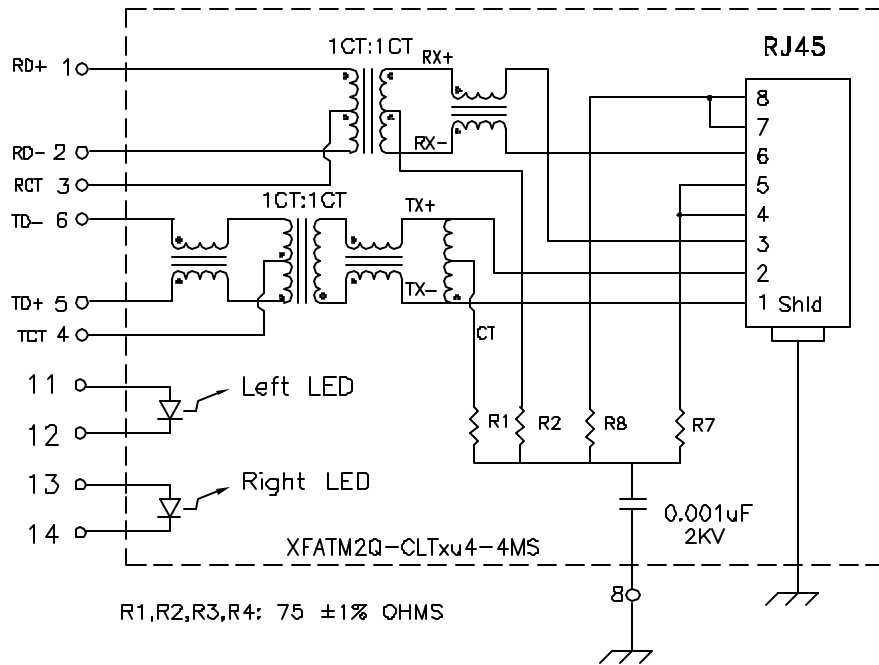 1CT:1CT
RJ45
RD+ 1
RX+
8
7
RX-
RD- 2
6
RCT 3
5
1CT:1CT
TD- 6
TX+
4
3
2
TX-
TD+ 5
1 Shld
TCT 4
CT
11
Left LED
12
R1
R2
R8
R7
13
Right LED
14
0.001uF
2KV
XFATM2Q-CLTxu4-4MS
8
R1,R2,R3,R4: 75 ±1% OHMS